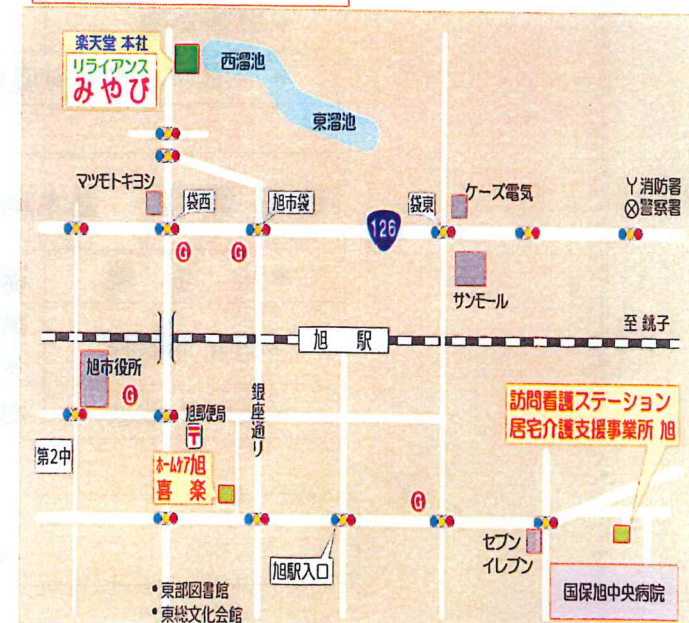 楽天堂 本社
リライアンス
みやび
西溜池
東溜池
マツモトキヨシ
袋西
旭市袋
袋東
ケーズ電気
Y消防署
⊗警察署
126
G
G
サンモール
至 銚子
旭 駅
旭市役所
G
旭郵便局
〒
銀座通り
訪問看護ステーション
居宅介護支援事業所 旭
第2中
ホームケア旭
喜 楽
G
セブン
イレブン
旭駅入口
国保旭中央病院
・東部図書館
・東総文化会館